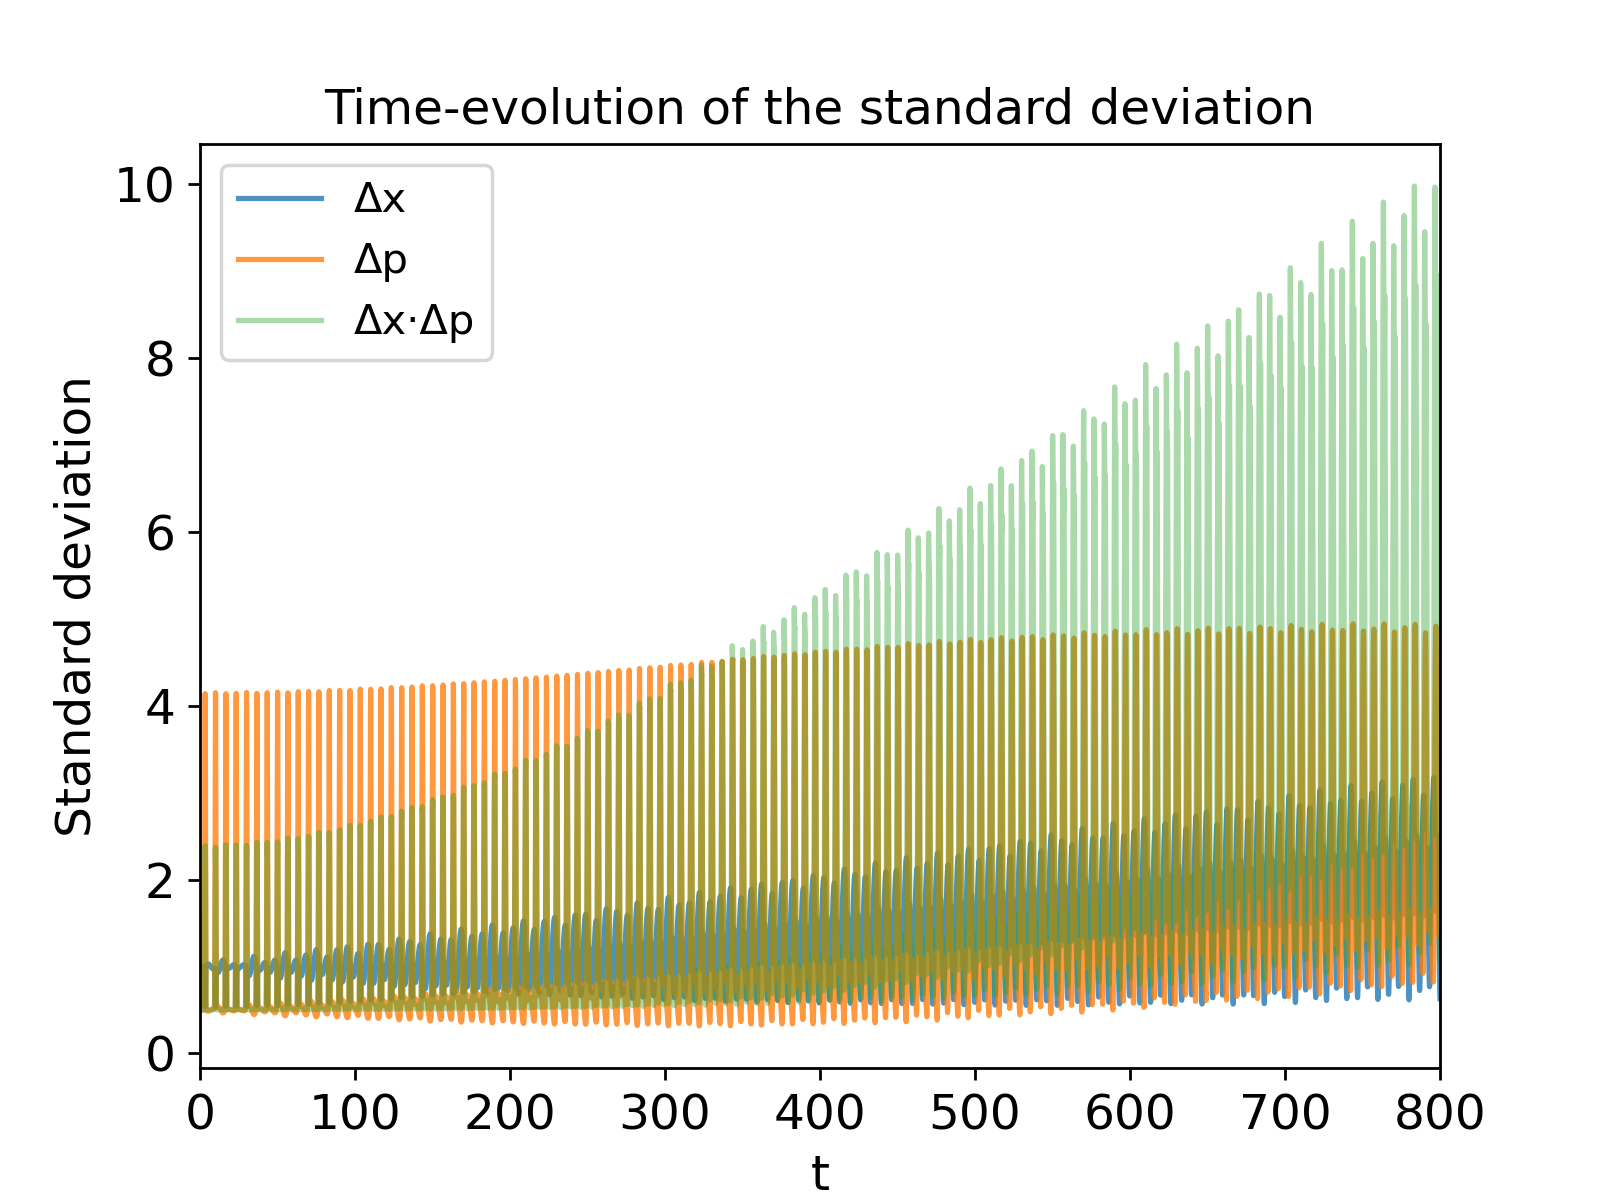 Time-evolution of the standard deviation
Δx
Δp
Δx·Δp
Standard deviation
10
8
6
4
2
0
0 100 200 300 400 500 600 700 800
t